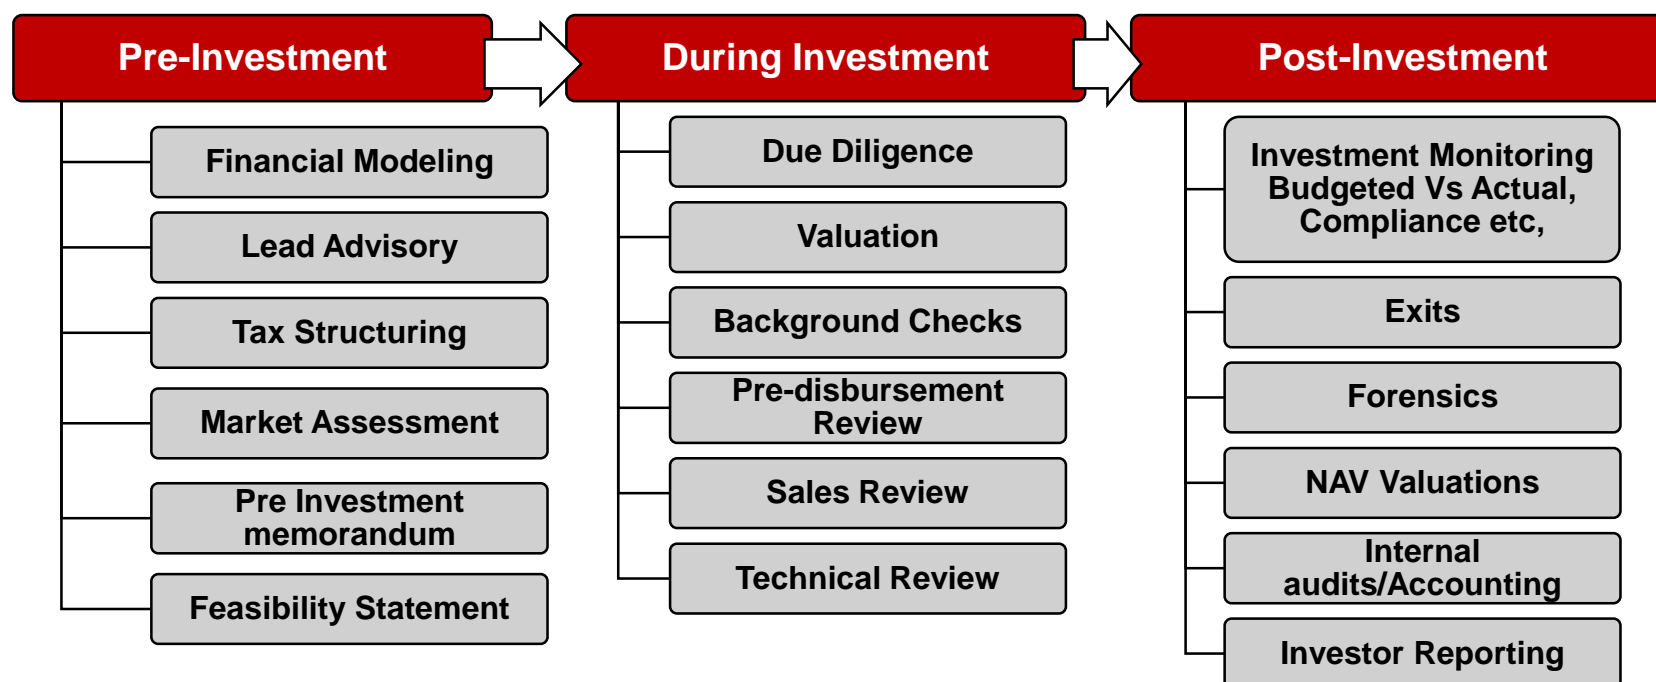 Pre-Investment
Financial Modeling
Lead Advisory
Tax Structuring
Market Assessment
Pre Investment
memorandum
Feasibility Statement
During Investment
Due Diligence
Valuation
Background Checks
Pre-disbursement
Review
Sales Review
Technical Review
Post-Investment
Investment Monitoring
Budgeted Vs Actual,
Compliance etc,
Exits
Forensics
NAV Valuations
Internal
audits/Accounting
Investor Reporting